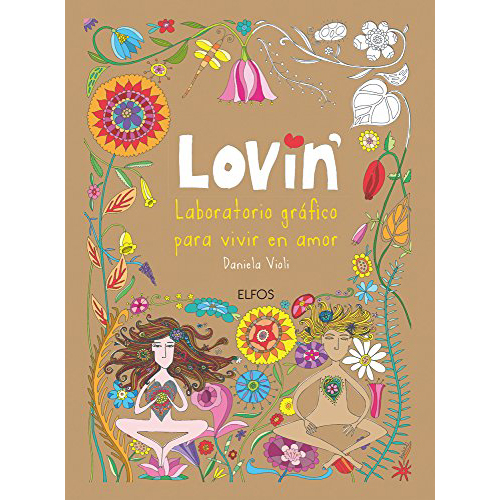 Lovin'
Laboratorio gráfico
para vivir en amor
Daniela Violi
ELFOS